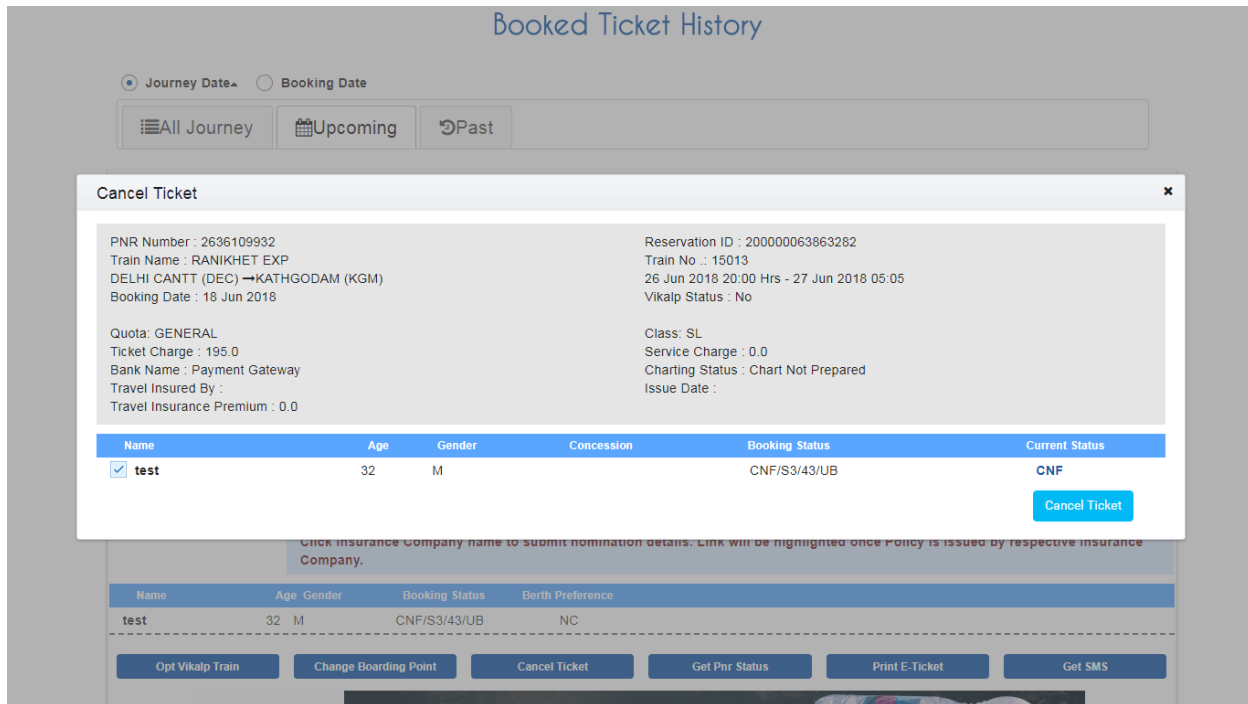 Booked Ticket History
Journey Date Booking Date
All Journey Upcoming Past
Cancel Ticket
PNR Number : 2636109932 Reservation ID : 200000063863282
Train Name : RANIKHET EXP Train No .: 15013
DELHI CANTT (DEC) →KATHGODAM (KGM) 26 Jun 2018 20:00 Hrs - 27 Jun 2018 05:05
Booking Date : 18 Jun 2018 Vikalp Status : No
Quota: GENERAL Class: SL
Ticket Charge : 195.0 Service Charge : 0.0
Bank Name : Payment Gateway Charting Status : Chart Not Prepared
Travel Insured By : Issue Date :
Travel Insurance Premium : 0.0
Name Age Gender Concession Booking Status Current Status
test 32 M CNF/S3/43/UB CNF
Cancel Ticket
Click Insurance Company name to submit nomination details. Link will be highlighted once Policy is issued by respective Insurance
Company.
Name Age Gender Booking Status Berth Preference
test 32 M CNF/S3/43/UB NC
Opt Vikalp Train Change Boarding Point Cancel Ticket Get Pnr Status Print E-Ticket Get SMS